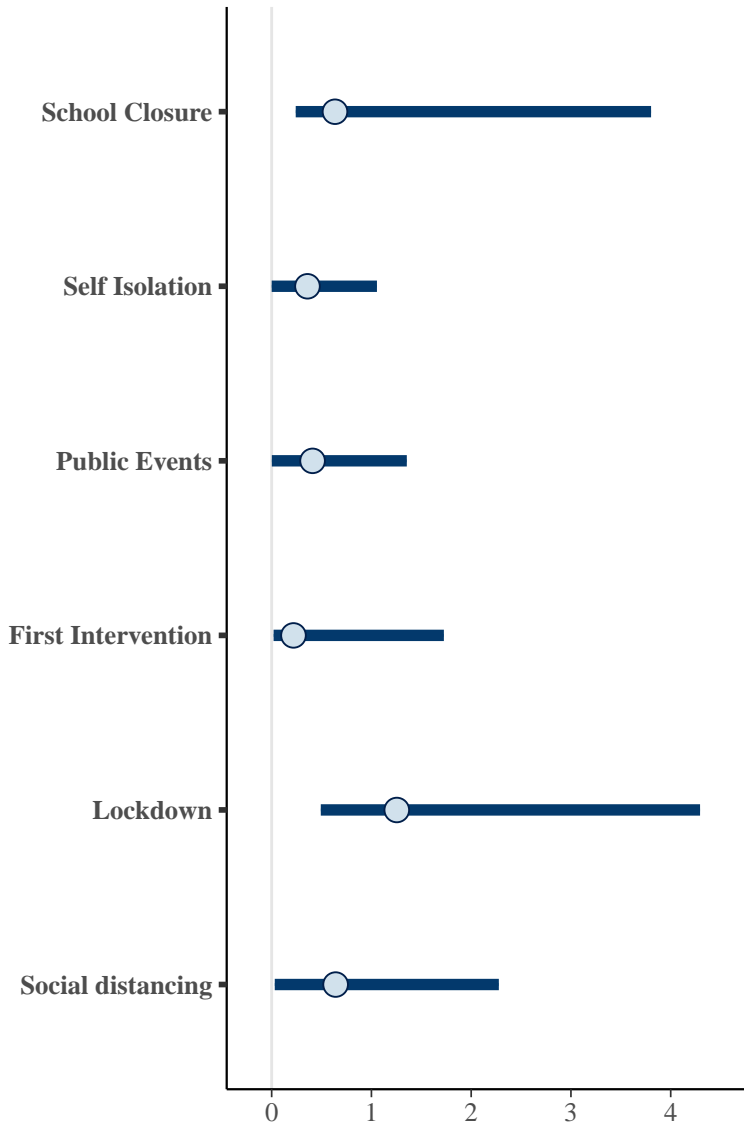 School Closure
Self Isolation
Public Events
First Intervention
Lockdown
Social distancing
0 1 2 3 4